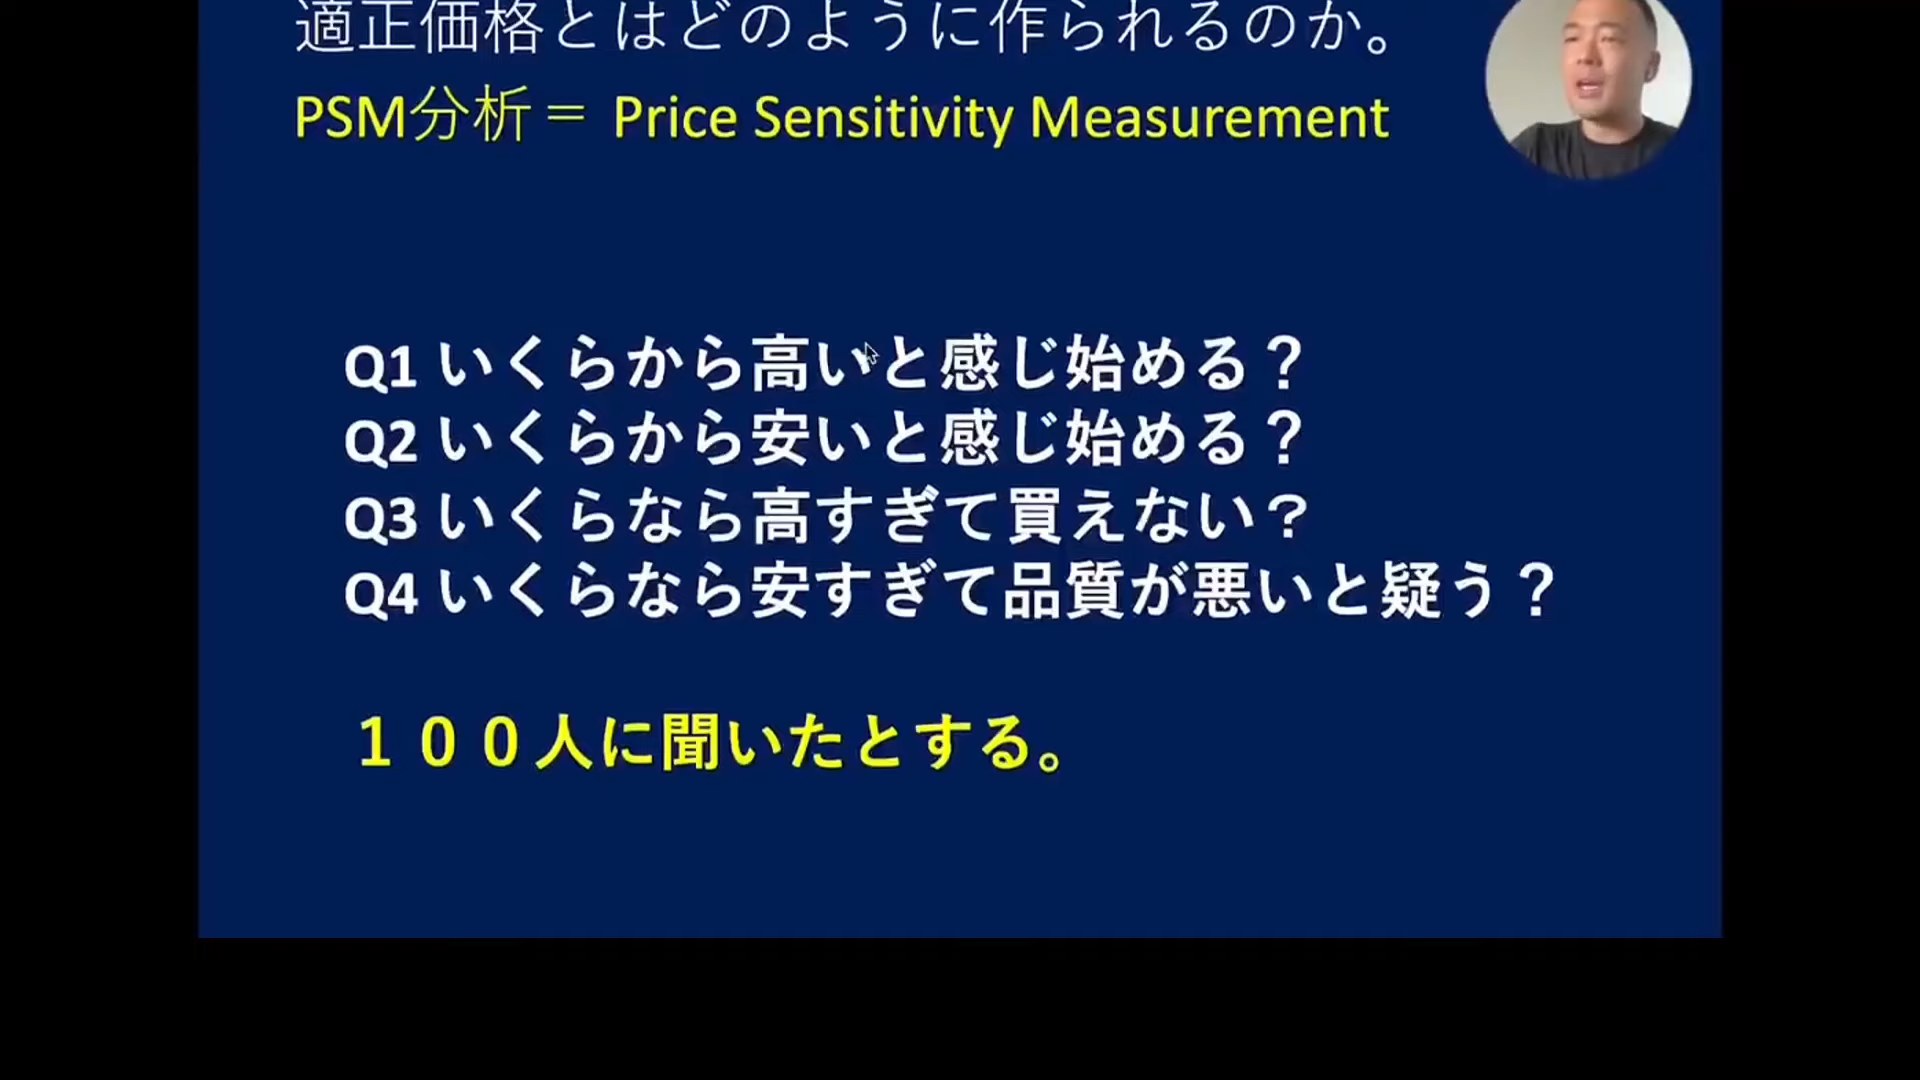 適正価格とはどのように作られるのか。
PSM分析＝ Price Sensitivity Measurement
Q1 いくらから高いと感じ始める？
Q2 いくらから安いと感じ始める？
Q3 いくらなら高すぎて買えない？
Q4 いくらなら安すぎて品質が悪いと疑う？
１００人に聞いたとする。